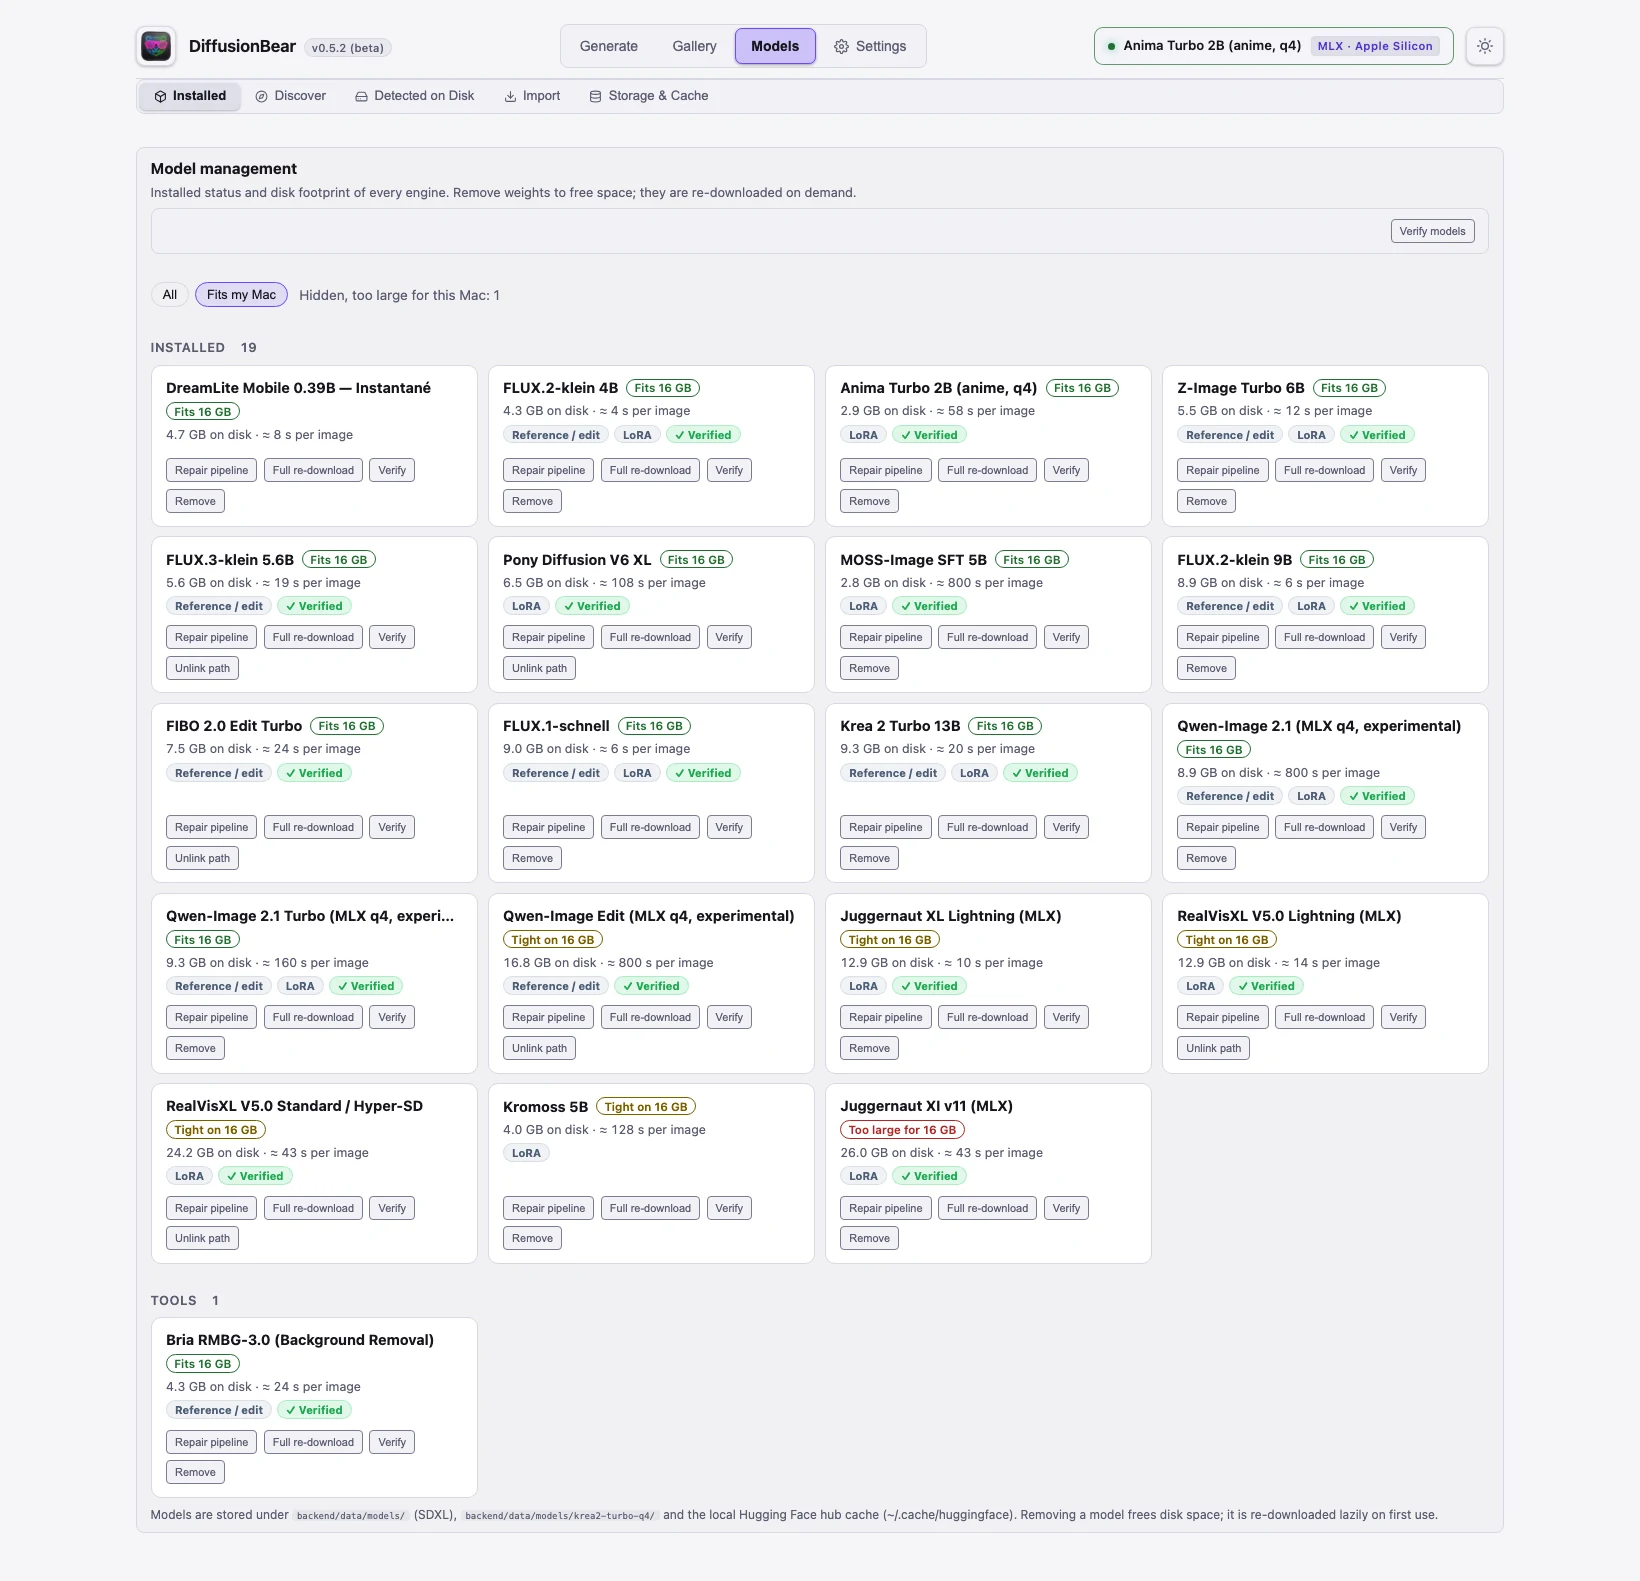 DiffusionBear v0.5.2 (beta) Generate Gallery Models Settings Anima Turbo 2B (anime, q4) MLX · Apple Silicon
Installed Discover Detected on Disk Import Storage & Cache
Model management
Installed status and disk footprint of every engine. Remove weights to free space; they are re-downloaded on demand.
Verify models
All Fits my Mac Hidden, too large for this Mac: 1
INSTALLED 19
DreamLite Mobile 0.39B — Instantané
Fits 16 GB
4.7 GB on disk · ≈ 8 s per image
Repair pipeline Full re-download Verify
Remove
FLUX.2-klein 4B Fits 16 GB
4.3 GB on disk · ≈ 4 s per image
Reference / edit LoRA ✓ Verified
Repair pipeline Full re-download Verify
Remove
Anima Turbo 2B (anime, q4) Fits 16 GB
2.9 GB on disk · ≈ 58 s per image
LoRA ✓ Verified
Repair pipeline Full re-download Verify
Remove
Z-Image Turbo 6B Fits 16 GB
5.5 GB on disk · ≈ 12 s per image
Reference / edit LoRA ✓ Verified
Repair pipeline Full re-download Verify
Remove
FLUX.3-klein 5.6B Fits 16 GB
5.6 GB on disk · ≈ 19 s per image
Reference / edit ✓ Verified
Repair pipeline Full re-download Verify
Unlink path
Pony Diffusion V6 XL Fits 16 GB
6.5 GB on disk · ≈ 108 s per image
LoRA ✓ Verified
Repair pipeline Full re-download Verify
Unlink path
MOSS-Image SFT 5B Fits 16 GB
2.8 GB on disk · ≈ 800 s per image
LoRA ✓ Verified
Repair pipeline Full re-download Verify
Remove
FLUX.2-klein 9B Fits 16 GB
8.9 GB on disk · ≈ 6 s per image
Reference / edit LoRA ✓ Verified
Repair pipeline Full re-download Verify
Remove
FIBO 2.0 Edit Turbo Fits 16 GB
7.5 GB on disk · ≈ 24 s per image
Reference / edit ✓ Verified
Repair pipeline Full re-download Verify
Unlink path
FLUX.1-schnell Fits 16 GB
9.0 GB on disk · ≈ 6 s per image
Reference / edit LoRA ✓ Verified
Repair pipeline Full re-download Verify
Remove
Krea 2 Turbo 13B Fits 16 GB
9.3 GB on disk · ≈ 20 s per image
Reference / edit LoRA ✓ Verified
Repair pipeline Full re-download Verify
Remove
Qwen-Image 2.1 (MLX q4, experimental)
Fits 16 GB
8.9 GB on disk · ≈ 800 s per image
Reference / edit LoRA ✓ Verified
Repair pipeline Full re-download Verify
Remove
Qwen-Image 2.1 Turbo (MLX q4, experi...
Fits 16 GB
9.3 GB on disk · ≈ 160 s per image
Reference / edit LoRA ✓ Verified
Repair pipeline Full re-download Verify
Remove
Qwen-Image Edit (MLX q4, experimental)
Tight on 16 GB
16.8 GB on disk · ≈ 800 s per image
Reference / edit ✓ Verified
Repair pipeline Full re-download Verify
Unlink path
Juggernaut XL Lightning (MLX)
Tight on 16 GB
12.9 GB on disk · ≈ 10 s per image
LoRA ✓ Verified
Repair pipeline Full re-download Verify
Remove
RealVisXL V5.0 Lightning (MLX)
Tight on 16 GB
12.9 GB on disk · ≈ 14 s per image
LoRA ✓ Verified
Repair pipeline Full re-download Verify
Unlink path
RealVisXL V5.0 Standard / Hyper-SD
Tight on 16 GB
24.2 GB on disk · ≈ 43 s per image
LoRA ✓ Verified
Repair pipeline Full re-download Verify
Unlink path
Kromoss 5B Tight on 16 GB
4.0 GB on disk · ≈ 128 s per image
LoRA
Repair pipeline Full re-download Verify
Remove
Juggernaut XI v11 (MLX)
Too large for 16 GB
26.0 GB on disk · ≈ 43 s per image
LoRA ✓ Verified
Repair pipeline Full re-download Verify
Remove
TOOLS 1
Bria RMBG-3.0 (Background Removal)
Fits 16 GB
4.3 GB on disk · ≈ 24 s per image
Reference / edit ✓ Verified
Repair pipeline Full re-download Verify
Remove
Models are stored under backend/data/models/ (SDXL), backend/data/models/krea2-turbo-q4/ and the local Hugging Face hub cache (~/.cache/huggingface). Removing a model frees disk space; it is re-downloaded lazily on first use.